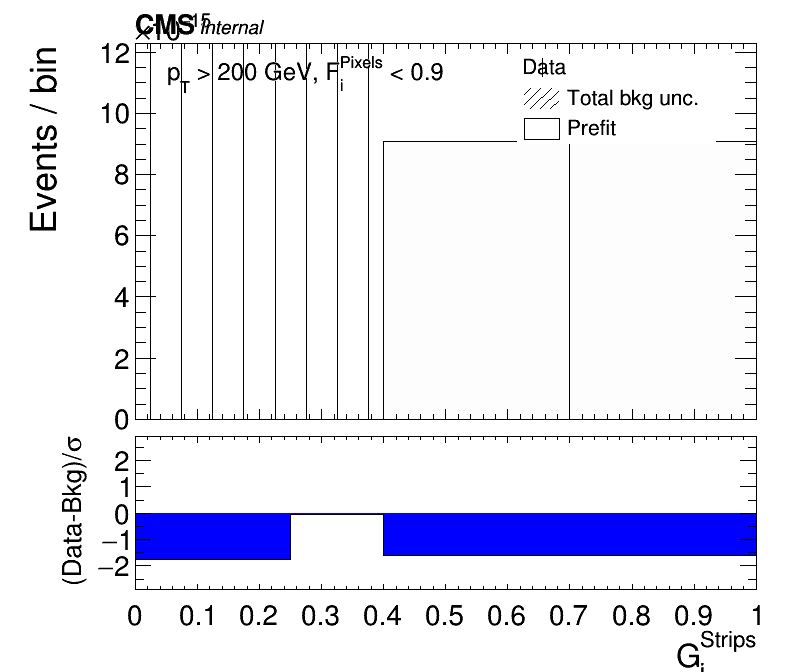 CMS Internal
×10^15
Events / bin
12
10
8
6
4
2
0
p_T > 200 GeV, F_i^Pixels < 0.9
Data
Total bkg unc.
Prefit
(Data-Bkg)/σ
2
1
0
−1
−2
0 0.1 0.2 0.3 0.4 0.5 0.6 0.7 0.8 0.9 1
G_i^Strips